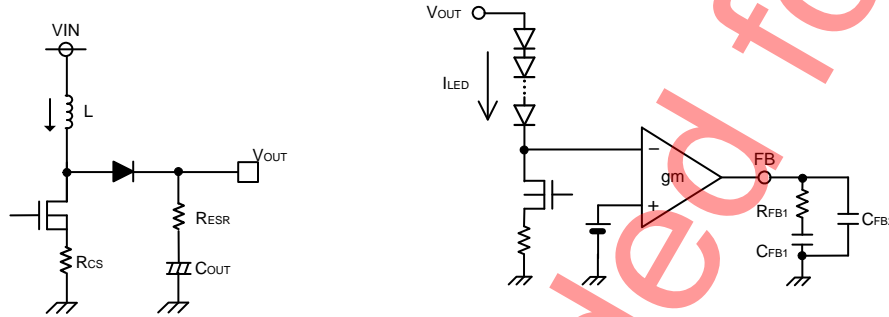 VIN
L
VOUT
RESR
RCS
COUT
VOUT
ILED
−
gm
+
FB
RFB1
CFB1